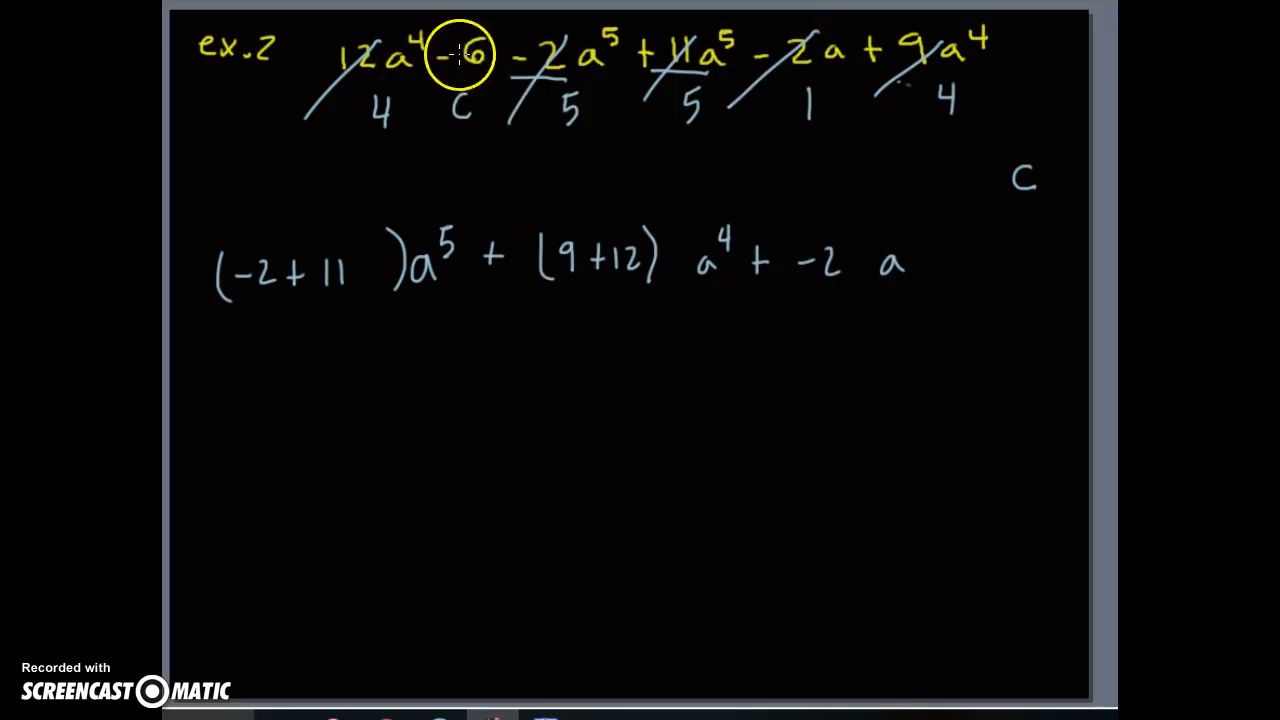 ex.2 12a⁴ - 6 - 2a⁵ + 11a⁵ - 2a + 9a⁴
4 C 5 5 1 4
C
(-2+11 )a⁵ + (9+12) a⁴ + -2 a
Recorded with
SCREENCAST O MATIC